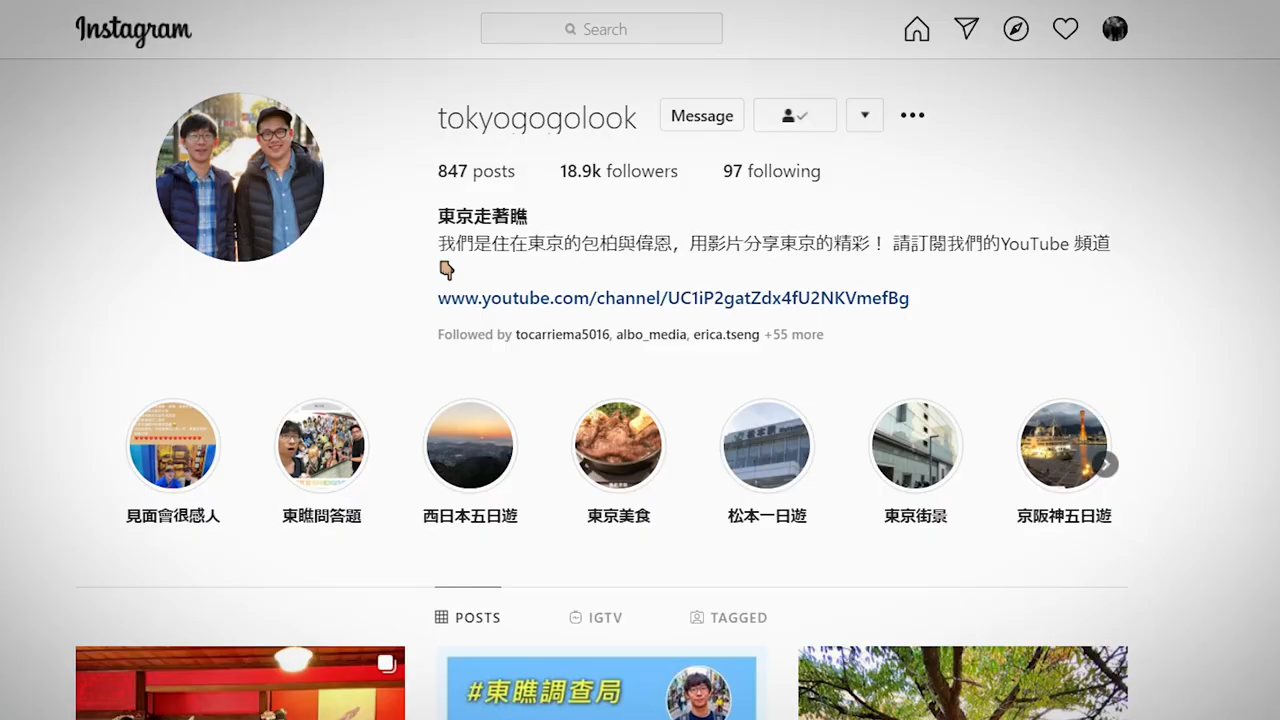 Instagram
Search
tokyogogolook
Message
847 posts
18.9k followers
97 following
東京走著瞧
我們是住在東京的包柏與偉恩，用影片分享東京的精彩！ 請訂閱我們的YouTube 頻道
👇🏽
www.youtube.com/channel/UC1iP2gatZdx4fU2NKVmefBg
Followed by tocarriema5016, albo_media, erica.tseng +55 more
見面會很感人
東瞧問答題
西日本五日遊
東京美食
松本一日遊
東京街景
京阪神五日遊
POSTS
IGTV
TAGGED
#東瞧調查局